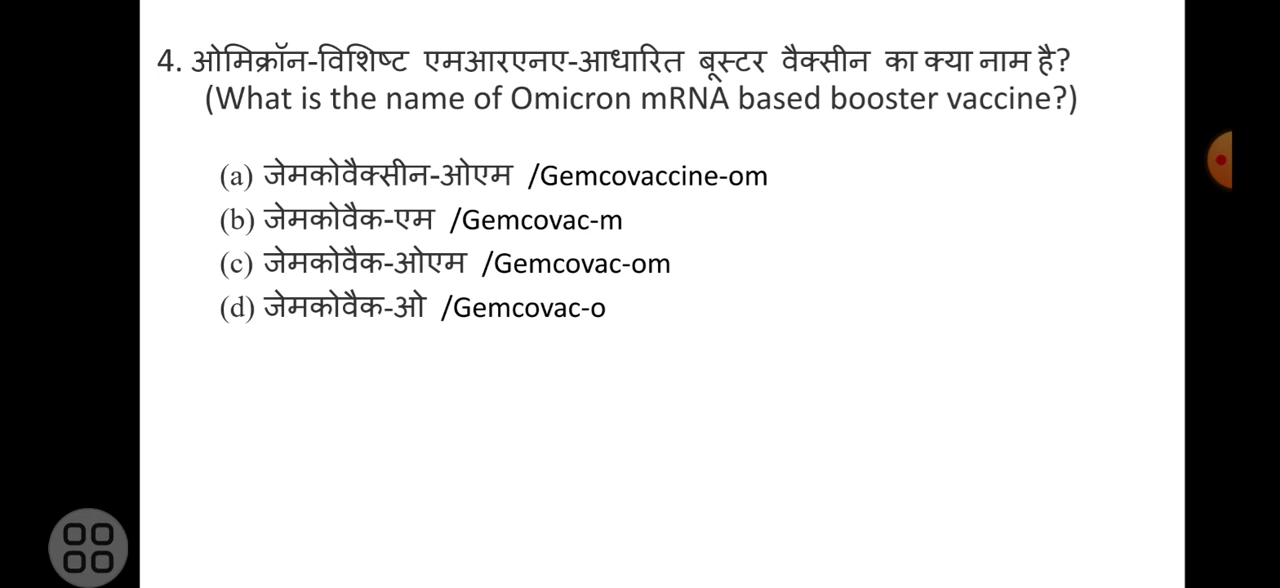 4. ओमिक्रॉन-विशिष्ट एमआरएनए-आधारित बूस्टर वैक्सीन का क्या नाम है?
(What is the name of Omicron mRNA based booster vaccine?)
(a) जेमकोवैक्सीन-ओएम /Gemcovaccine-om
(b) जेमकोवैक-एम /Gemcovac-m
(c) जेमकोवैक-ओएम /Gemcovac-om
(d) जेमकोवैक-ओ /Gemcovac-o